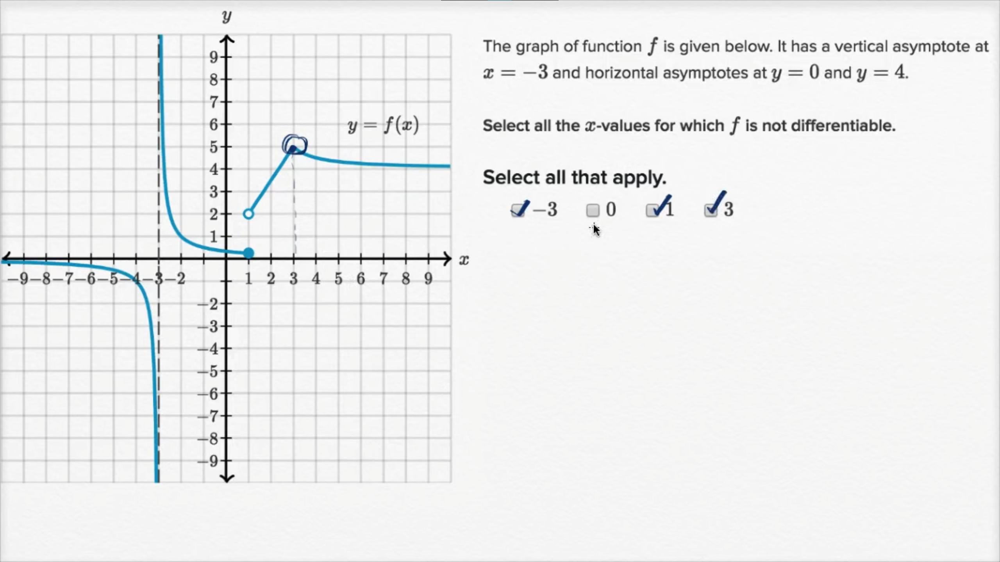 y
9
8
7
6
5
4
3
2
1
y = f(x)
x
−9 −8 −7 −6 −5 −4 −3 −2 1 2 3 4 5 6 7 8 9
−2
−3
−4
−5
−6
−7
−8
−9
The graph of function f is given below. It has a vertical asymptote at
x = −3 and horizontal asymptotes at y = 0 and y = 4.
Select all the x-values for which f is not differentiable.
Select all that apply.
−3 0 1 3